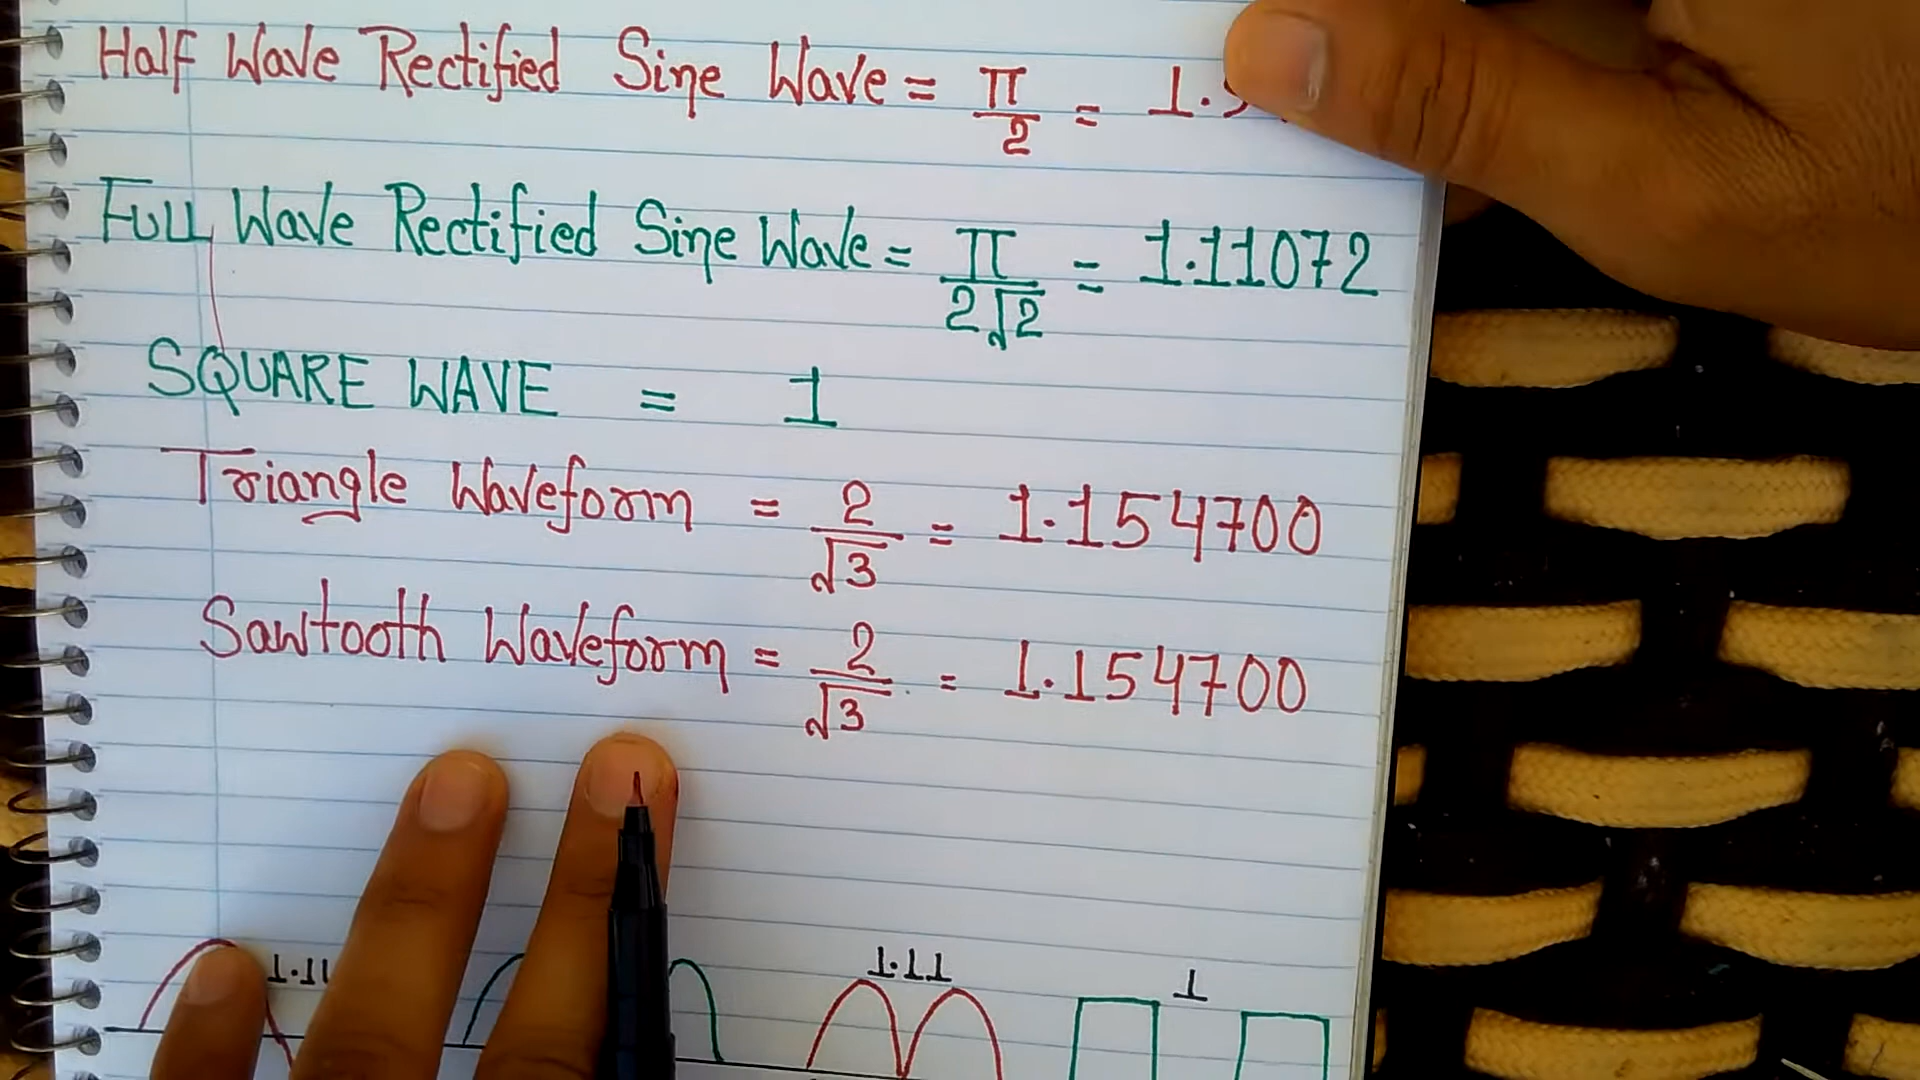 Half Wave Rectified Sine Wave = π/2 = 1.5
Full Wave Rectified Sine Wave = π/2√2 = 1.11072
SQUARE WAVE = 1
Triangle Waveform = 2/√3 = 1.154700
Sawtooth Waveform = 2/√3 = 1.154700
1.11 1.11 1